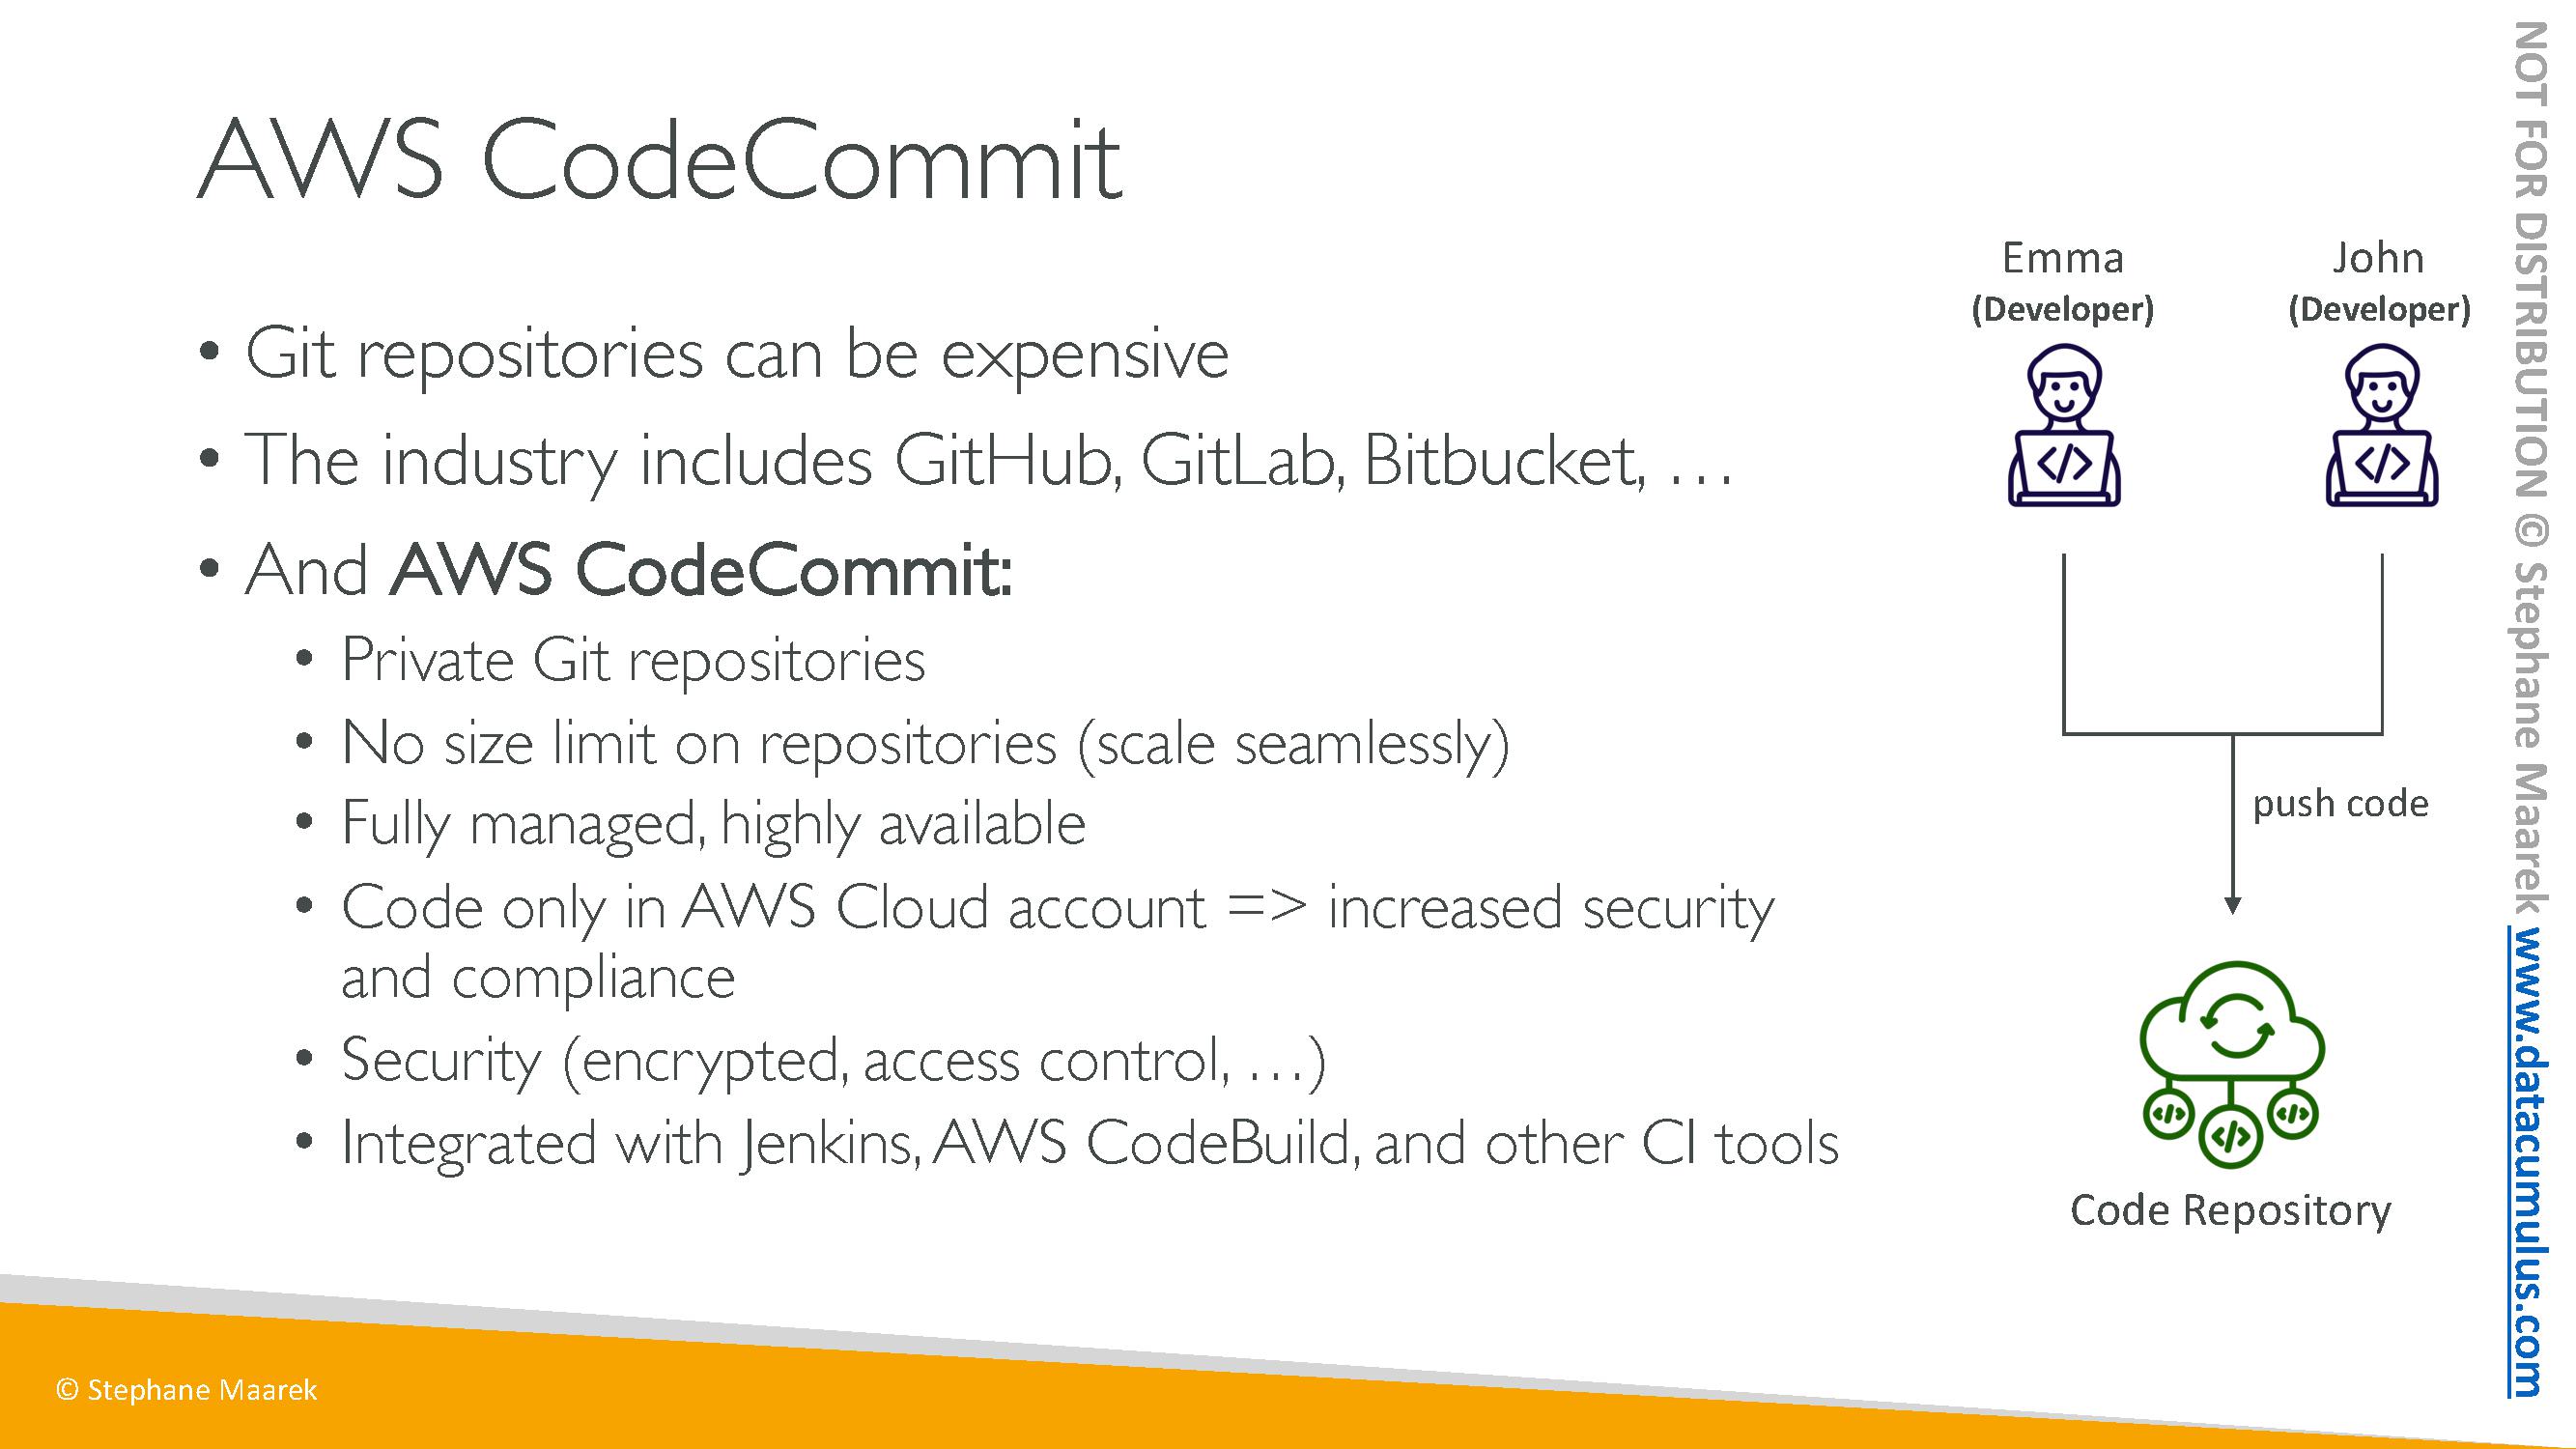 AWS CodeCommit
• Git repositories can be expensive
• The industry includes GitHub, GitLab, Bitbucket, …
• And AWS CodeCommit:
• Private Git repositories
• No size limit on repositories (scale seamlessly)
• Fully managed, highly available
• Code only in AWS Cloud account => increased security
and compliance
• Security (encrypted, access control, …)
• Integrated with Jenkins, AWS CodeBuild, and other CI tools
Emma
(Developer)
</>
John
(Developer)
</>
push code
</>
</>
</>
Code Repository
© Stephane Maarek
NOT FOR DISTRIBUTION © Stephane Maarek www.datacumulus.com